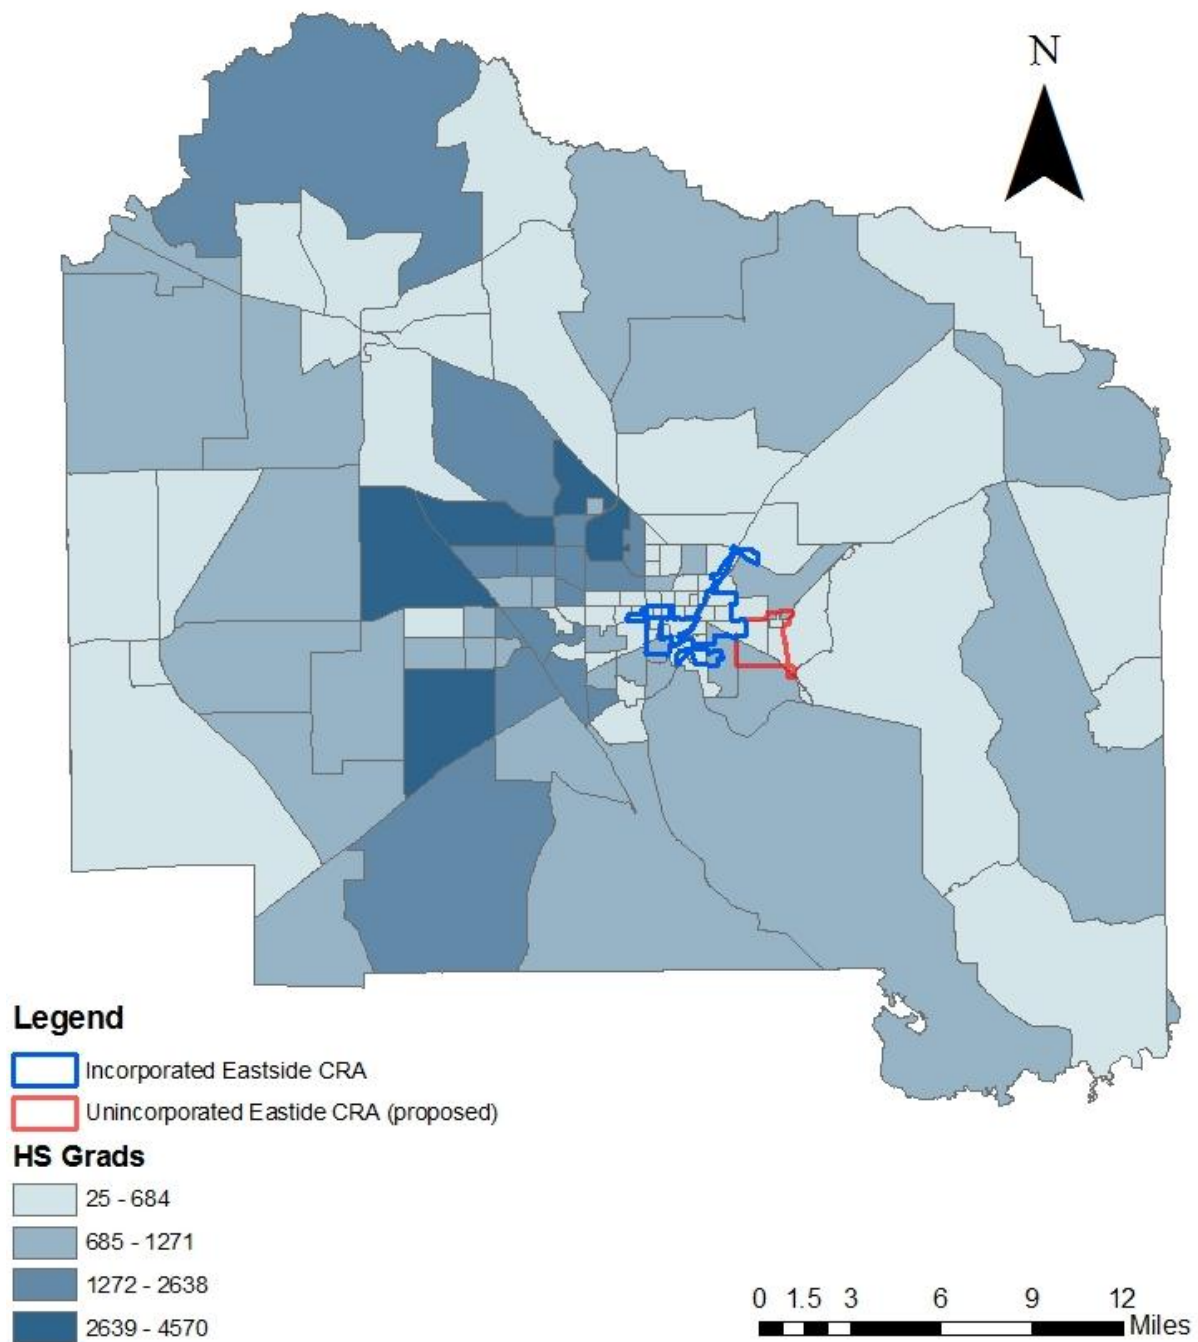 N
Legend
Incorporated Eastside CRA
Unincorporated Eastide CRA (proposed)
HS Grads
25 - 684
685 - 1271
1272 - 2638
2639 - 4570
0 1.5 3 6 9 12
Miles